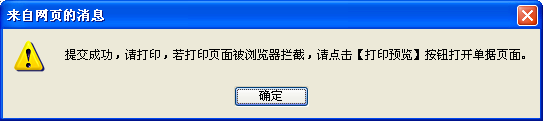 来自网页的消息
提交成功，请打印，若打印页面被浏览器拦截，请点击【打印预览】按钮打开单据页面。
确定